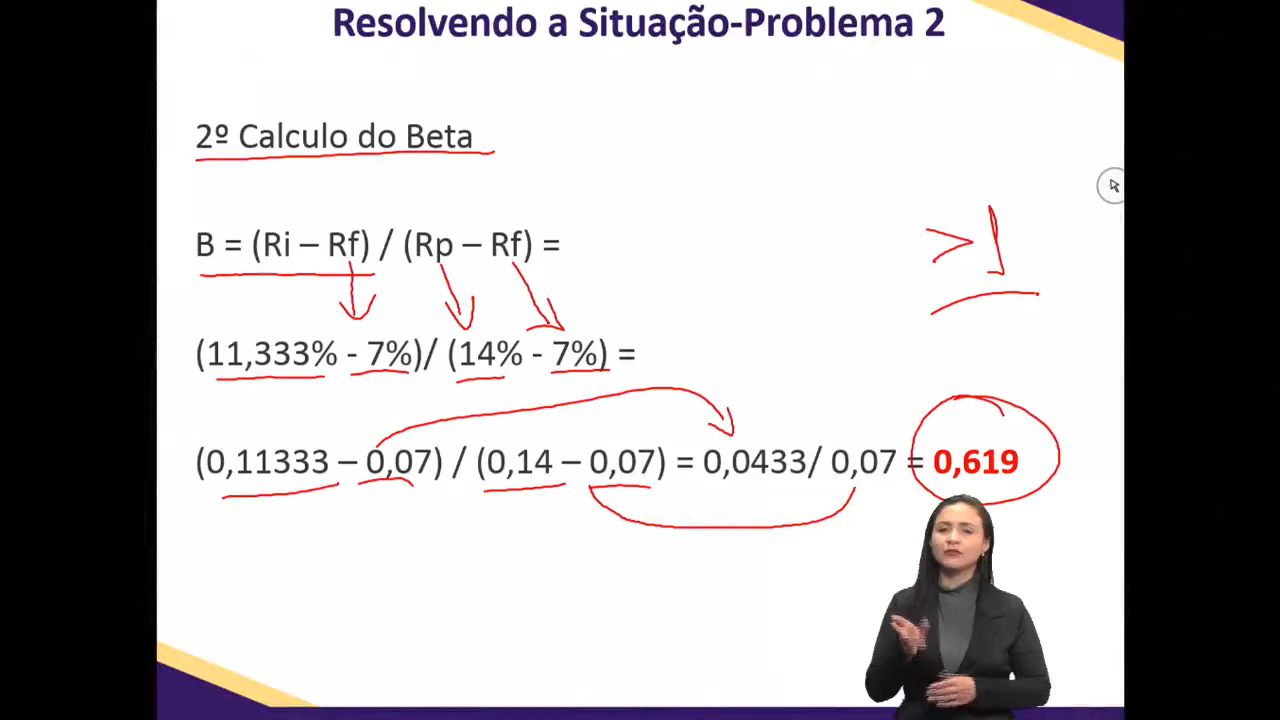 Resolvendo a Situação-Problema 2
2º Calculo do Beta
B = (Ri – Rf) / (Rp – Rf) =
>1
(11,333% - 7%)/ (14% - 7%) =
(0,11333 – 0,07) / (0,14 – 0,07) = 0,0433/ 0,07 = 0,619